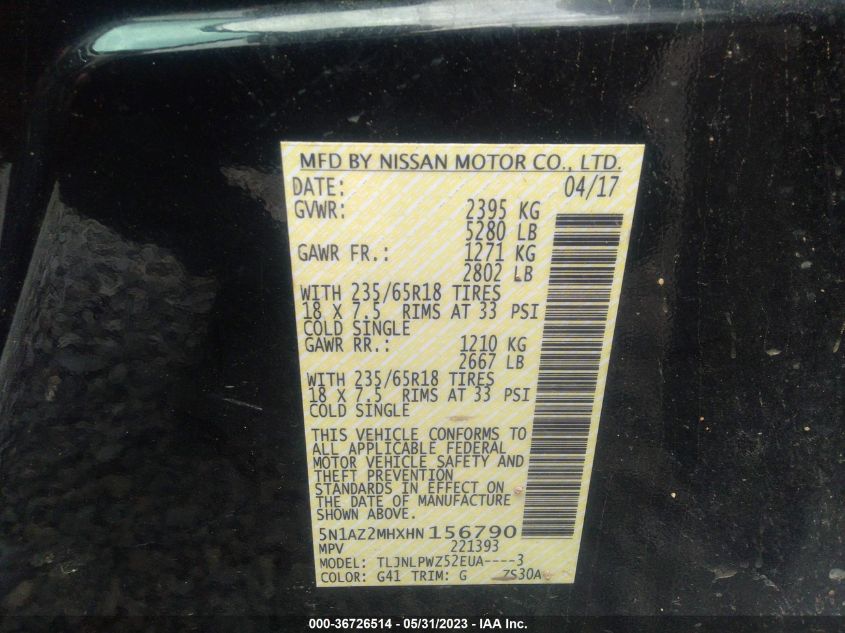 MFD BY NISSAN MOTOR CO., LTD.
DATE: 04/17
GVWR: 2395 KG
5280 LB
GAWR FR.: 1271 KG
2802 LB
WITH 235/65R18 TIRES
18 X 7.5 RIMS AT 33 PSI
COLD SINGLE
GAWR RR.: 1210 KG
2667 LB
WITH 235/65R18 TIRES
18 X 7.5 RIMS AT 33 PSI
COLD SINGLE
THIS VEHICLE CONFORMS TO
ALL APPLICABLE FEDERAL
MOTOR VEHICLE SAFETY AND
THEFT PREVENTION
STANDARDS IN EFFECT ON
THE DATE OF MANUFACTURE
SHOWN ABOVE.
5N1AZ2MHXHN156790
MPV 221393
MODEL: TLJNLPWZ52EUA----3
COLOR: G41 TRIM: G ZS30A
000-36726514 - 05/31/2023 - IAA Inc.